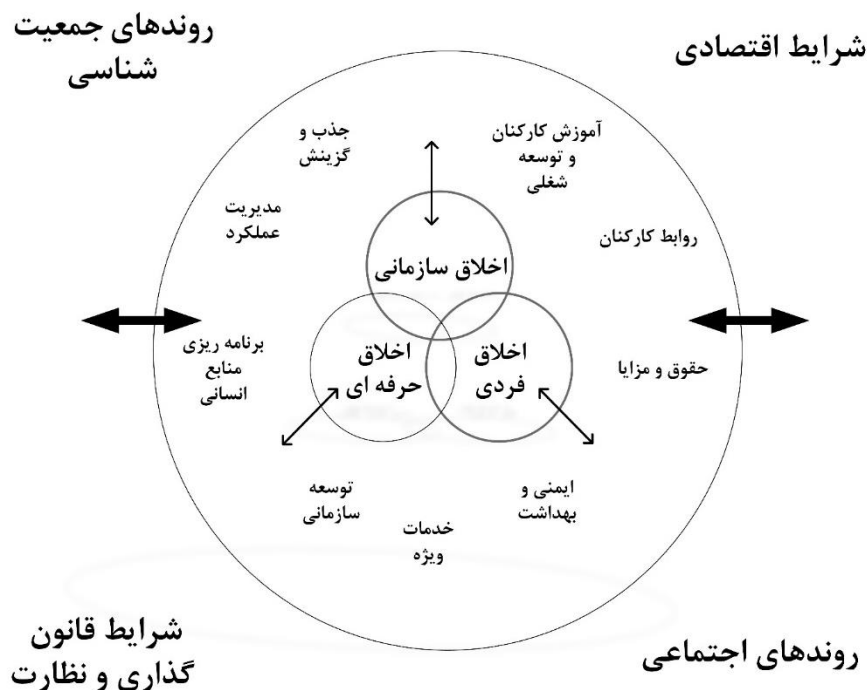 شرایط اقتصادی
روندهای جمعیت
شناسی
آموزش کارکنان
و توسعه
شغلی
جذب و
گزینش
روابط کارکنان
مدیریت
عملکرد
اخلاق سازمانی
حقوق و مزایا
اخلاق
فردی
اخلاق
حرفه ای
برنامه ریزی
منابع
انسانی
ایمنی و
بهداشت
خدمات
ویژه
توسعه
سازمانی
روندهای اجتماعی
شرایط قانون
گذاری و نظارت